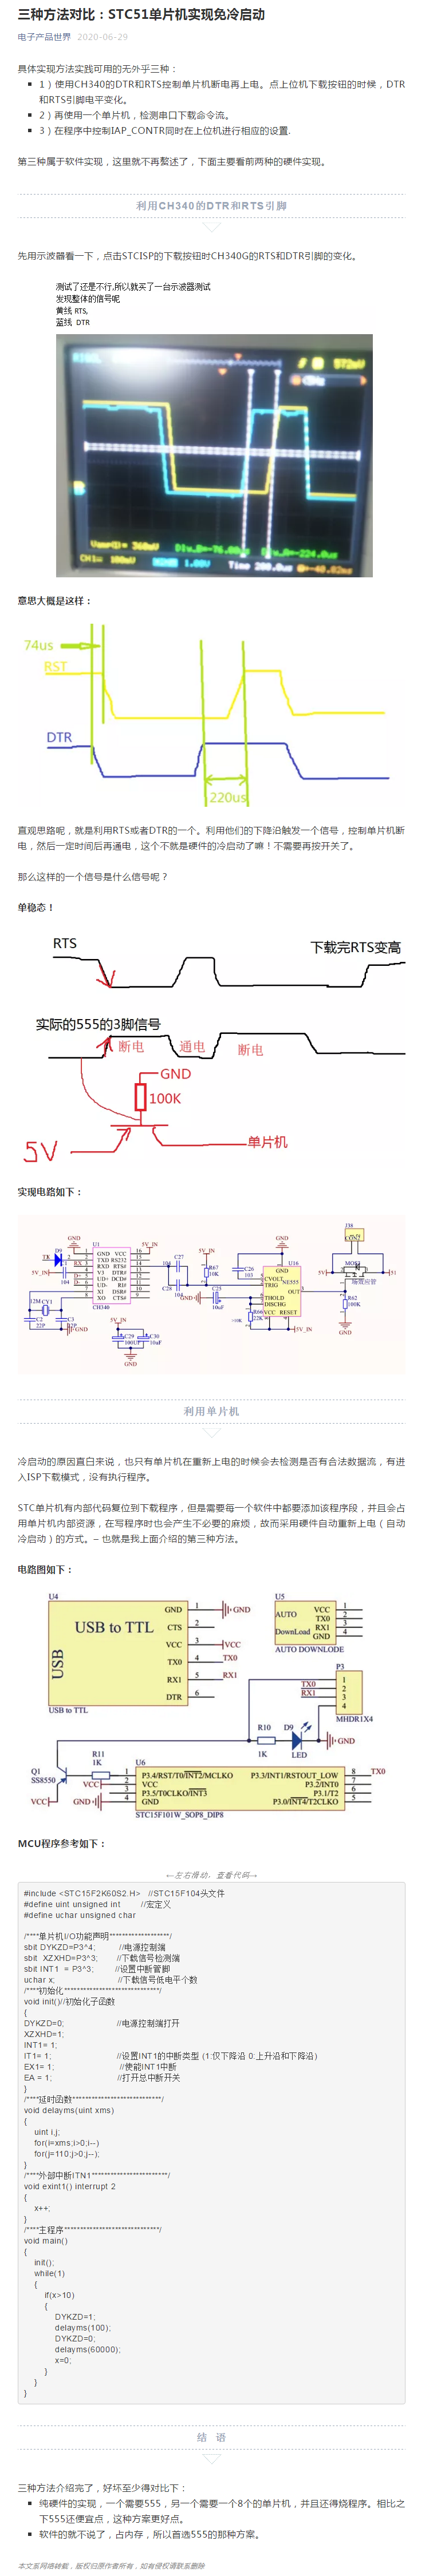 三种方法对比：STC51单片机实现免冷启动
电子产品世界 2020-06-29
具体实现方法实践可用的无外乎三种：
1）使用CH340的DTR和RTS控制单片机断电再上电。点上位机下载按钮的时候，DTR
和RTS引脚电平变化。
2）再使用一个单片机，检测串口下载命令流。
3）在程序中控制IAP_CONTR同时在上位机进行相应的设置.
第三种属于软件实现，这里就不再赘述了，下面主要看前两种的硬件实现。
利用CH340的DTR和RTS引脚
先用示波器看一下，点击STCISP的下载按钮时CH340G的RTS和DTR引脚的变化。
测试了还是不行,所以就买了一台示波器测试
发现整体的信号呢
黄线 RTS,
蓝线 DTR
意思大概是这样：
74us
RST
DTR
220us
直观思路呢，就是利用RTS或者DTR的一个。利用他们的下降沿触发一个信号，控制单片机断
电，然后一定时间后再通电，这个不就是硬件的冷启动了嘛！不需要再按开关了。
那么这样的一个信号是什么信号呢？
单稳态！
RTS
下载完RTS变高
实际的555的3脚信号
断电 通电 断电
GND
100K
5V
单片机
实现电路如下：
利用单片机
冷启动的原因直白来说，也只有单片机在重新上电的时候会去检测是否有合法数据流，有进
入ISP下载模式，没有执行程序。
STC单片机有内部代码复位到下载程序，但是需要每一个软件中都要添加该程序段，并且会占
用单片机内部资源，在写程序时也会产生不必要的麻烦，故而采用硬件自动重新上电（自动
冷启动）的方式。– 也就是我上面介绍的第三种方法。
电路图如下：
U4
USB to TTL
USB
GND 1 GND
CTS 2
VCC 3 VCC
TX0 4 TX0
RX1 5 RX1
DTR 6
USB to TTL
U5
AUTO
DownLoad
VCC 1
TX0 2
RX1 3
GND 4
AUTO DOWNLODE
P3
TX0
RX1
1
2
3
4
MHDR1X4
R10
1K
D9
LED
GND
Q1
SS8550
VCC
R11
1K
VCC
GND
U6
1 P3.4/RST/T0/INT2/MCLKO
2 VCC
3 P3.5/T0CLKO/INT3
4 GND
P3.3/INT1/RSTOUT_LOW 8 TX0
P3.2/INT0 7
P3.1/T2 6
P3.0/INT4/T2CLKO 5
STC15F101W_SOP8_DIP8
MCU程序参考如下：
←左右滑动、查看代码→
#include <STC15F2K60S2.H> //STC15F104头文件
#define uint unsigned int //宏定义
#define uchar unsigned char
/****单片机I/O功能声明*******************/
sbit DYKZD=P3^4; //电源控制端
sbit XZXHD=P3^3; //下载信号检测端
sbit INT1 = P3^3; //设置中断管脚
uchar x; //下载信号低电平个数
/****初始化******************************/
void init()//初始化子函数
{
DYKZD=0; //电源控制端打开
XZXHD=1;
INT1= 1;
IT1= 1; //设置INT1的中断类型 (1:仅下降沿 0:上升沿和下降沿)
EX1= 1; //使能INT1中断
EA = 1; //打开总中断开关
}
/****延时函数****************************/
void delayms(uint xms)
{
uint i,j;
for(i=xms;i>0;i--)
for(j=110;j>0;j--);
}
/****外部中断ITN1************************/
void exint1() interrupt 2
{
x++;
}
/****主程序******************************/
void main()
{
init();
while(1)
{
if(x>10)
{
DYKZD=1;
delayms(100);
DYKZD=0;
delayms(60000);
x=0;
}
}
}
结 语
三种方法介绍完了，好坏至少得对比下：
纯硬件的实现，一个需要555，另一个需要一个8个的单片机，并且还得烧程序。相比之
下555还便宜点，这种方案更好点。
软件的就不说了，占内存，所以首选555的那种方案。
本文系网络转载，版权归原作者所有，如有侵权请联系删除